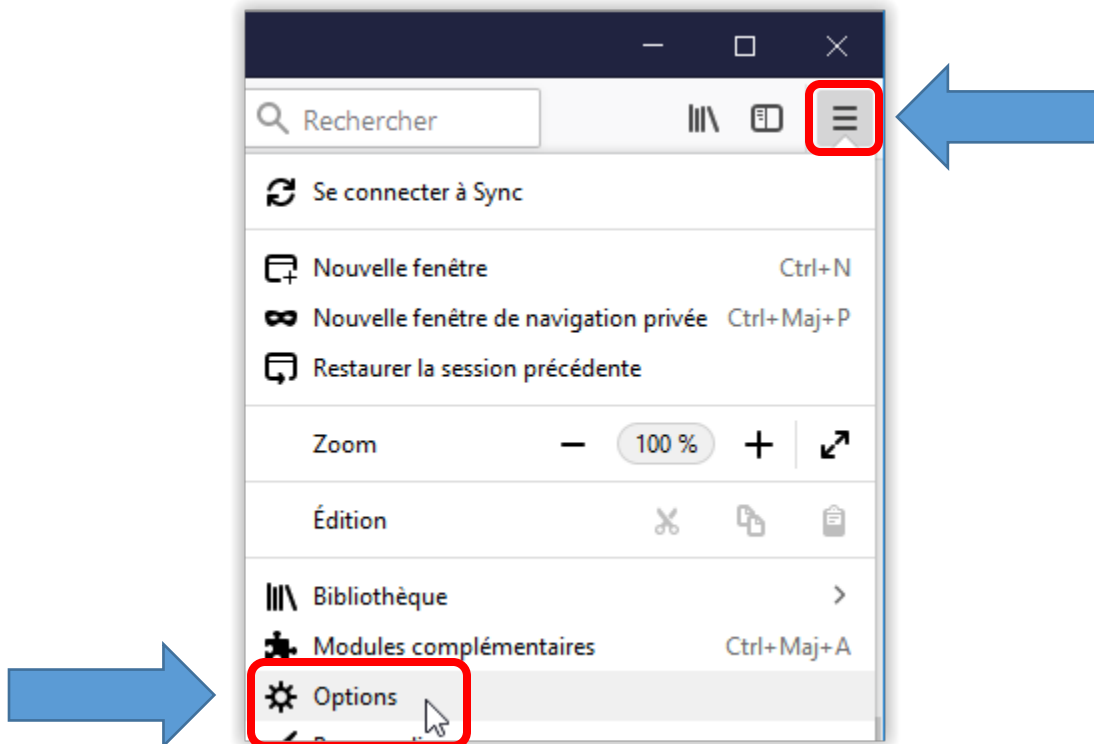 Rechercher
Se connecter à Sync
Nouvelle fenêtre Ctrl+N
Nouvelle fenêtre de navigation privée Ctrl+Maj+P
Restaurer la session précédente
Zoom 100 %
Édition
Bibliothèque
Modules complémentaires Ctrl+Maj+A
Options